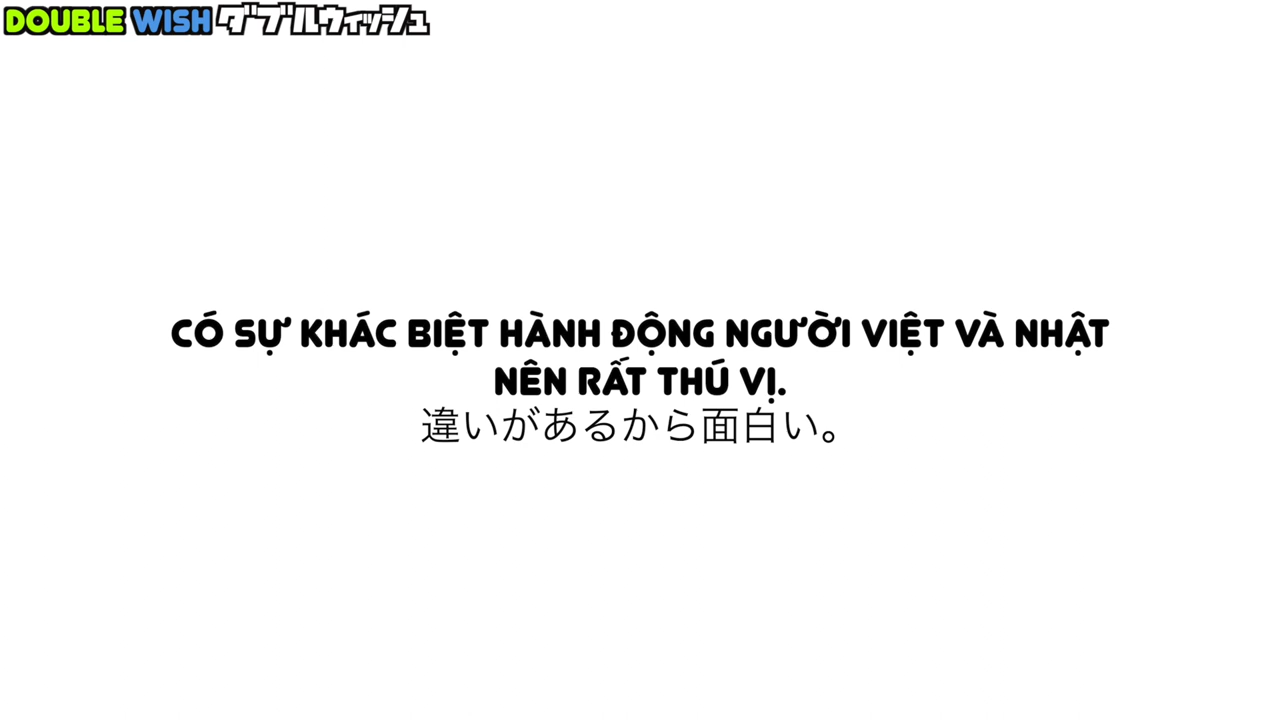 DOUBLE WISH ダブルウィッシュ
CÓ SỰ KHÁC BIỆT HÀNH ĐỘNG NGƯỜI VIỆT VÀ NHẬT
NÊN RẤT THÚ VỊ.
違いがあるから面白い。